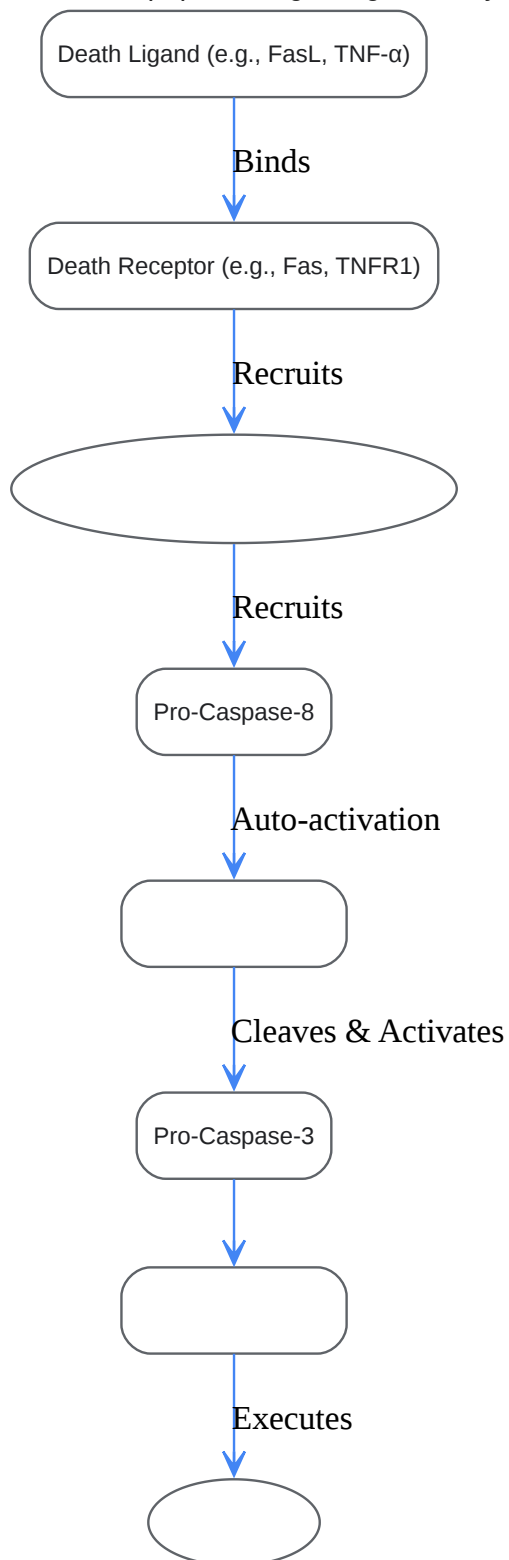 Death Ligand (e.g., FasL, TNF-α)
Binds
Death Receptor (e.g., Fas, TNFR1)
Recruits
Recruits
Pro-Caspase-8
Auto-activation
Cleaves & Activates
Pro-Caspase-3
Executes